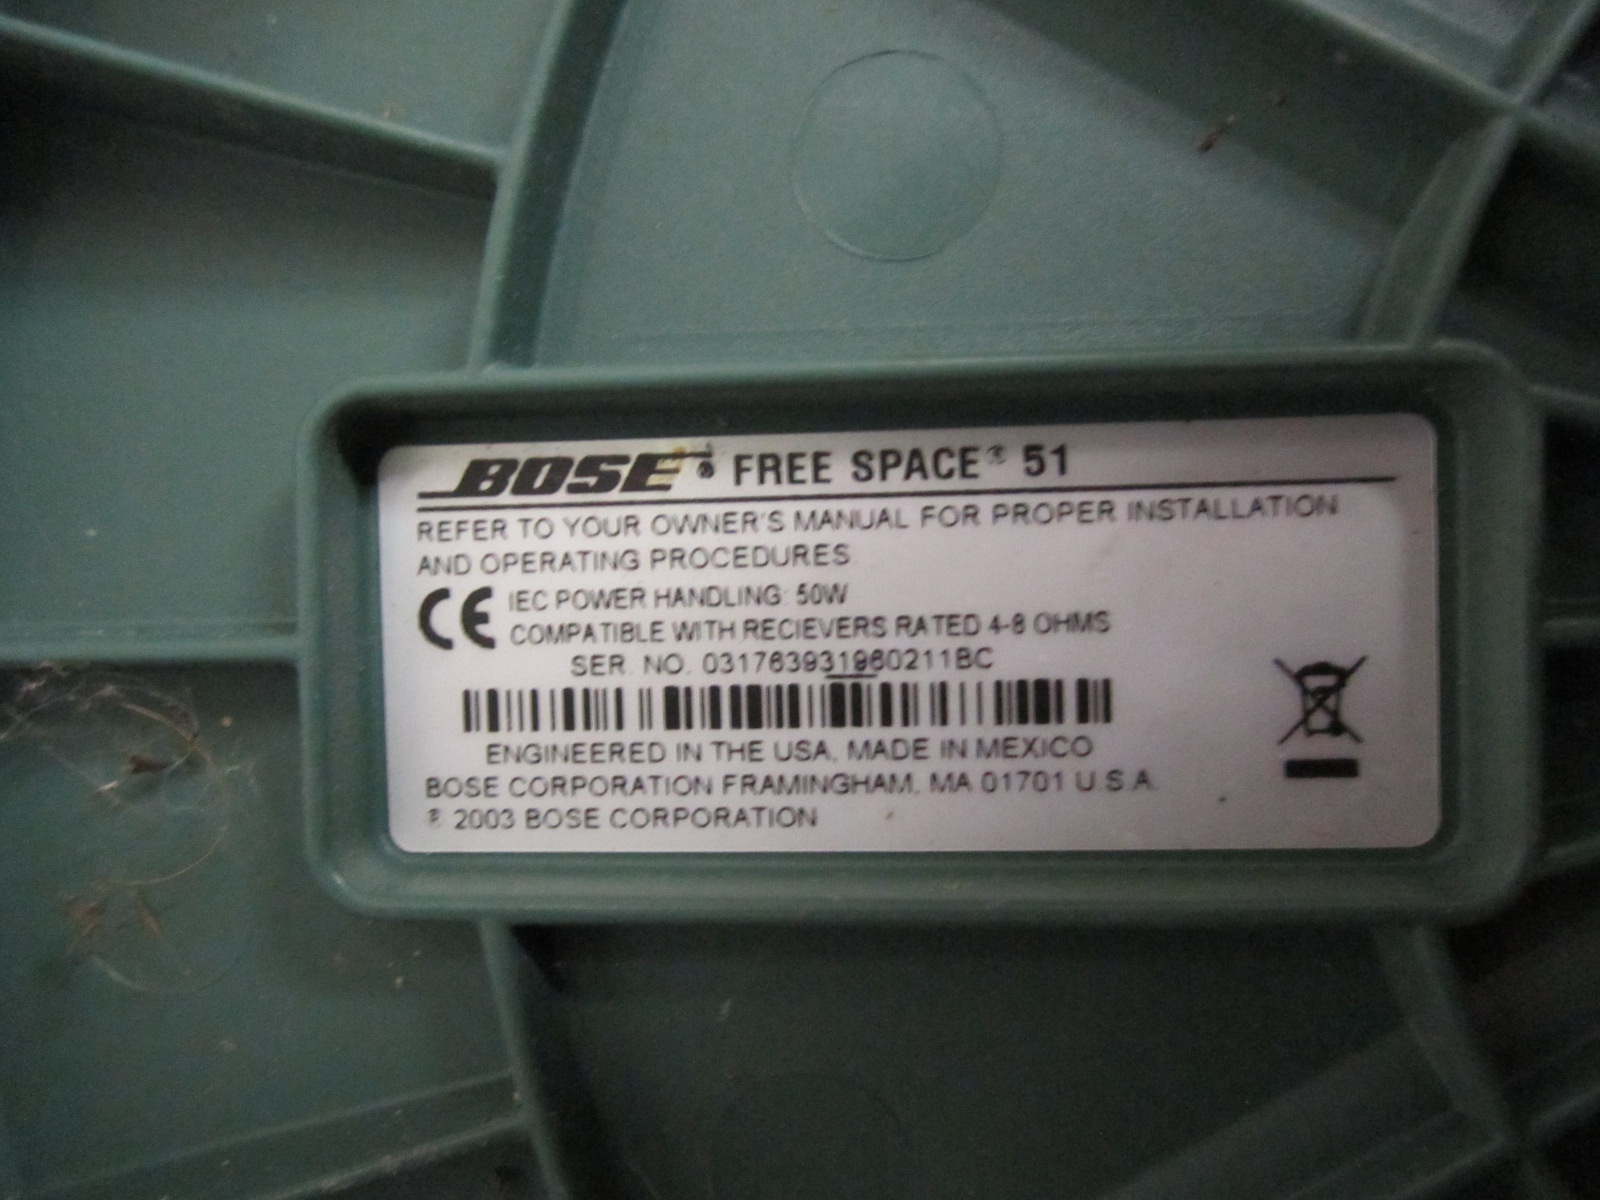 BOSE® FREE SPACE® 51
REFER TO YOUR OWNER'S MANUAL FOR PROPER INSTALLATION
AND OPERATING PROCEDURES.
CE IEC POWER HANDLING: 50W
COMPATIBLE WITH RECIEVERS RATED 4-8 OHMS
SER. NO. 031763931960211BC
ENGINEERED IN THE USA, MADE IN MEXICO
BOSE CORPORATION FRAMINGHAM, MA 01701 U.S.A.
© 2003 BOSE CORPORATION